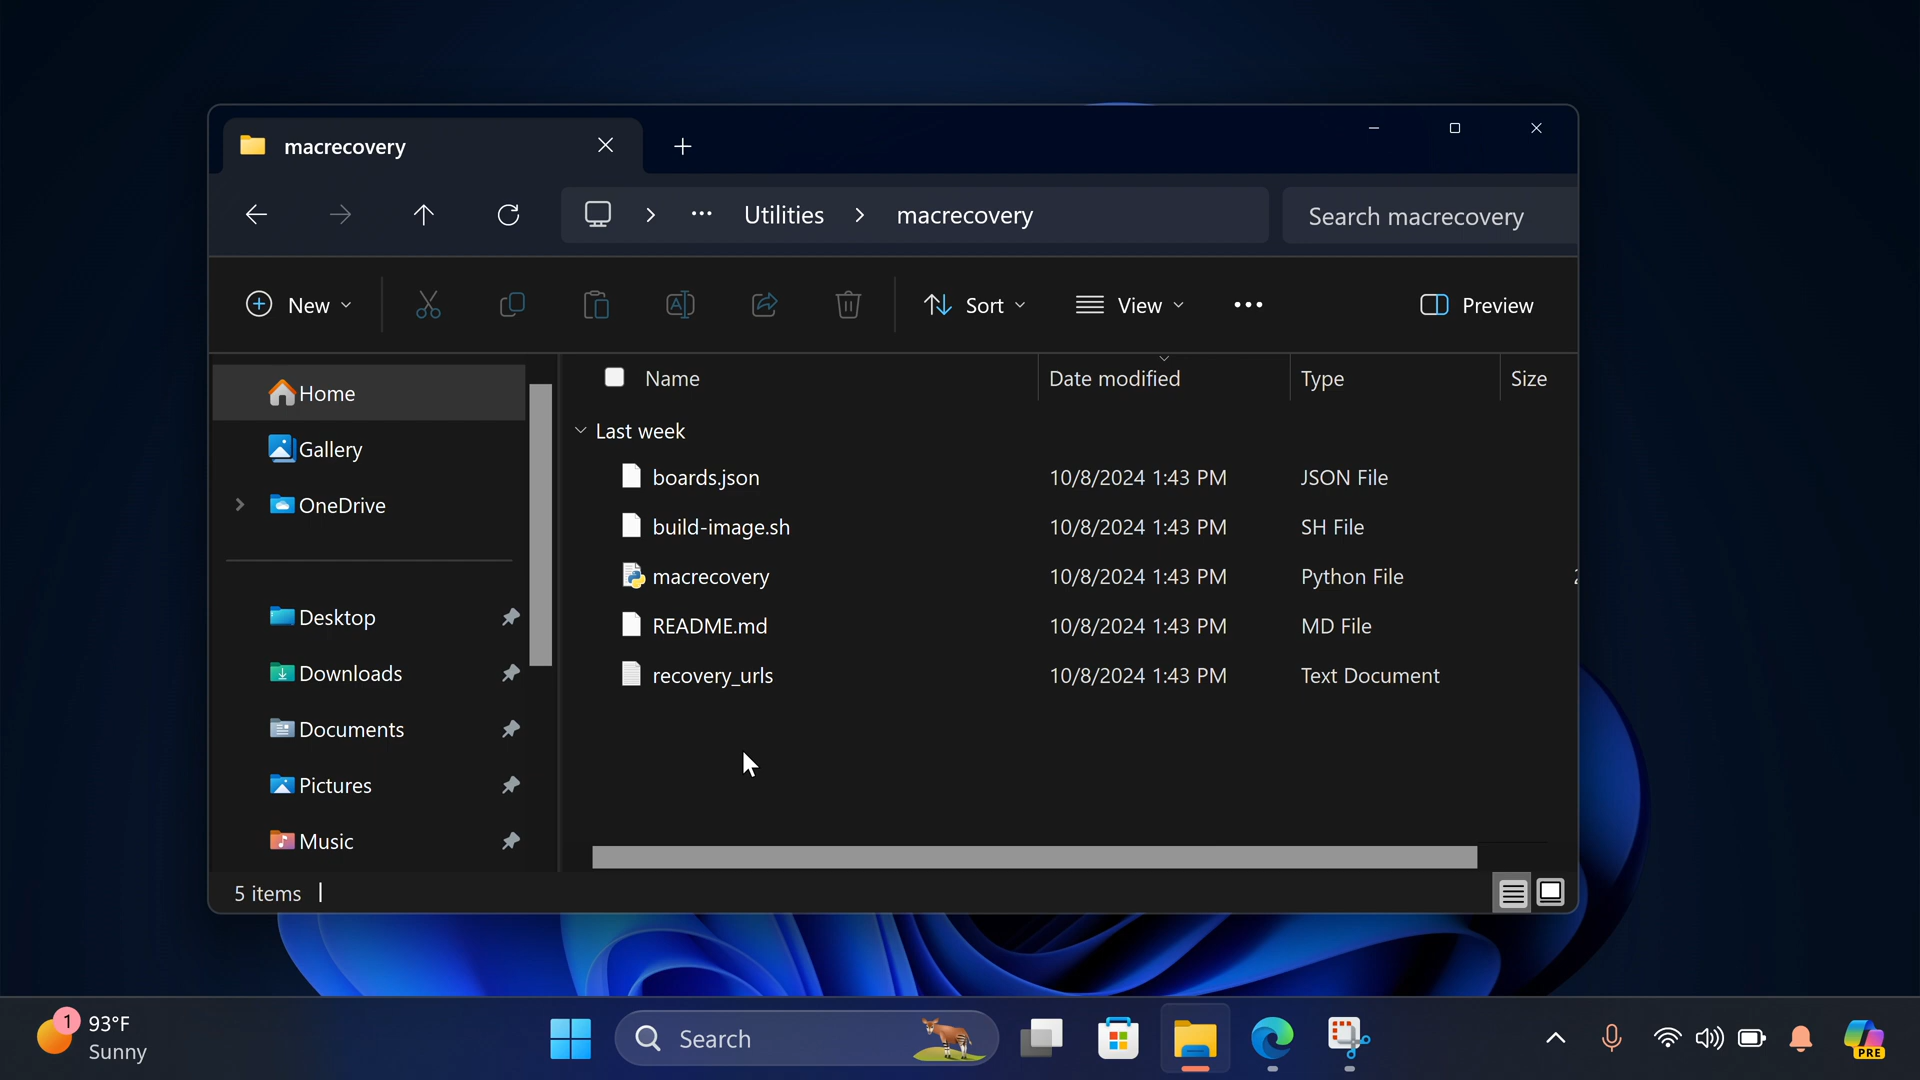 macrecovery
Utilities > macrecovery
Search macrecovery
New
Sort
View
Preview
Home
Gallery
OneDrive
Desktop
Downloads
Documents
Pictures
Music
Name Date modified Type Size
Last week
boards.json 10/8/2024 1:43 PM JSON File
build-image.sh 10/8/2024 1:43 PM SH File
macrecovery 10/8/2024 1:43 PM Python File
README.md 10/8/2024 1:43 PM MD File
recovery_urls 10/8/2024 1:43 PM Text Document
5 items
1
93°F
Sunny
Search
PRE